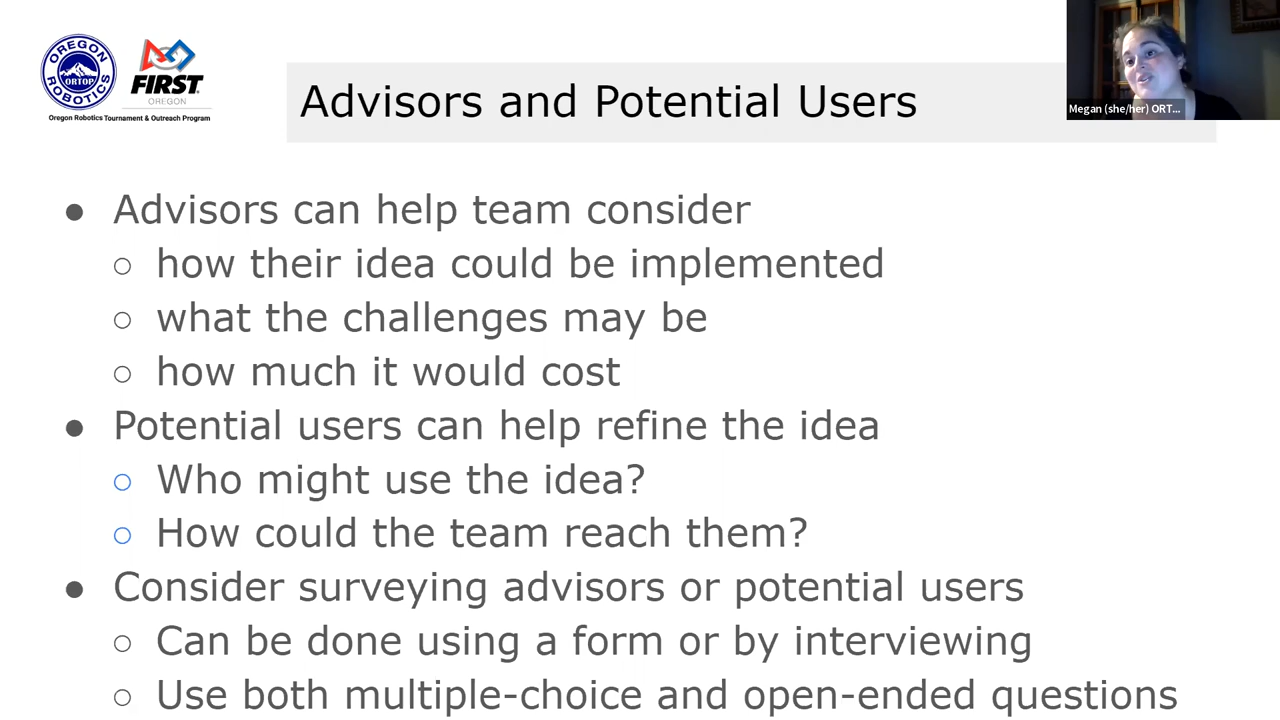 OREGON
ROBOTICS
ORTOP
FIRST
OREGON
Oregon Robotics Tournament & Outreach Program
Advisors and Potential Users
Megan (she/her) ORT...
● Advisors can help team consider
○ how their idea could be implemented
○ what the challenges may be
○ how much it would cost
● Potential users can help refine the idea
○ Who might use the idea?
○ How could the team reach them?
● Consider surveying advisors or potential users
○ Can be done using a form or by interviewing
○ Use both multiple-choice and open-ended questions